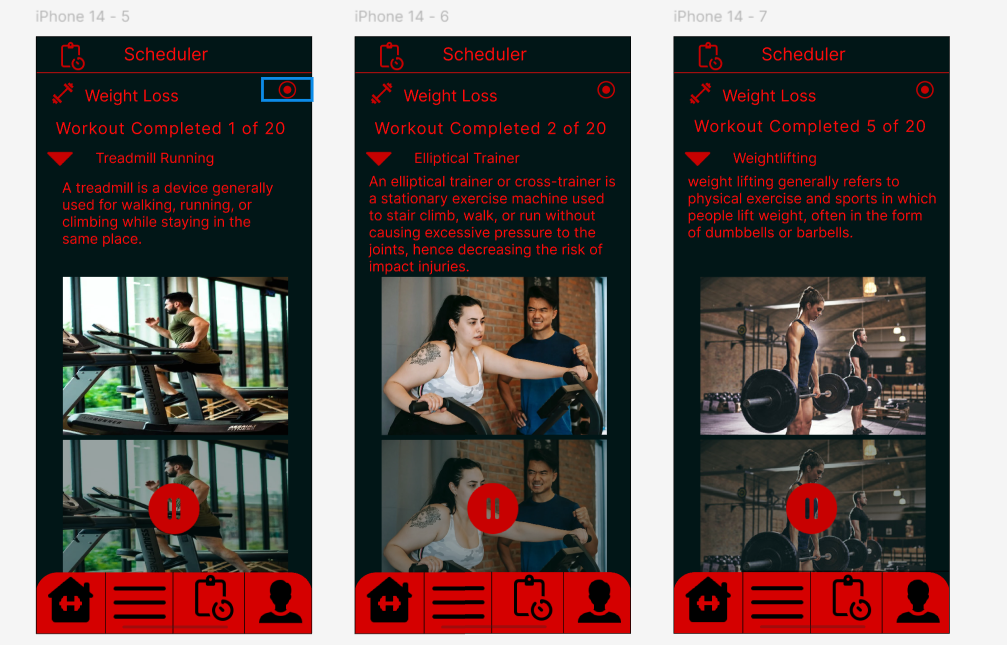 iPhone 14 - 5
Scheduler
Weight Loss
Workout Completed 1 of 20
Treadmill Running
A treadmill is a device generally
used for walking, running, or
climbing while staying in the
same place.
iPhone 14 - 6
Scheduler
Weight Loss
Workout Completed 2 of 20
Elliptical Trainer
An elliptical trainer or cross-trainer is
a stationary exercise machine used
to stair climb, walk, or run without
causing excessive pressure to the
joints, hence decreasing the risk of
impact injuries.
iPhone 14 - 7
Scheduler
Weight Loss
Workout Completed 5 of 20
Weightlifting
weight lifting generally refers to
physical exercise and sports in which
people lift weight, often in the form
of dumbbells or barbells.